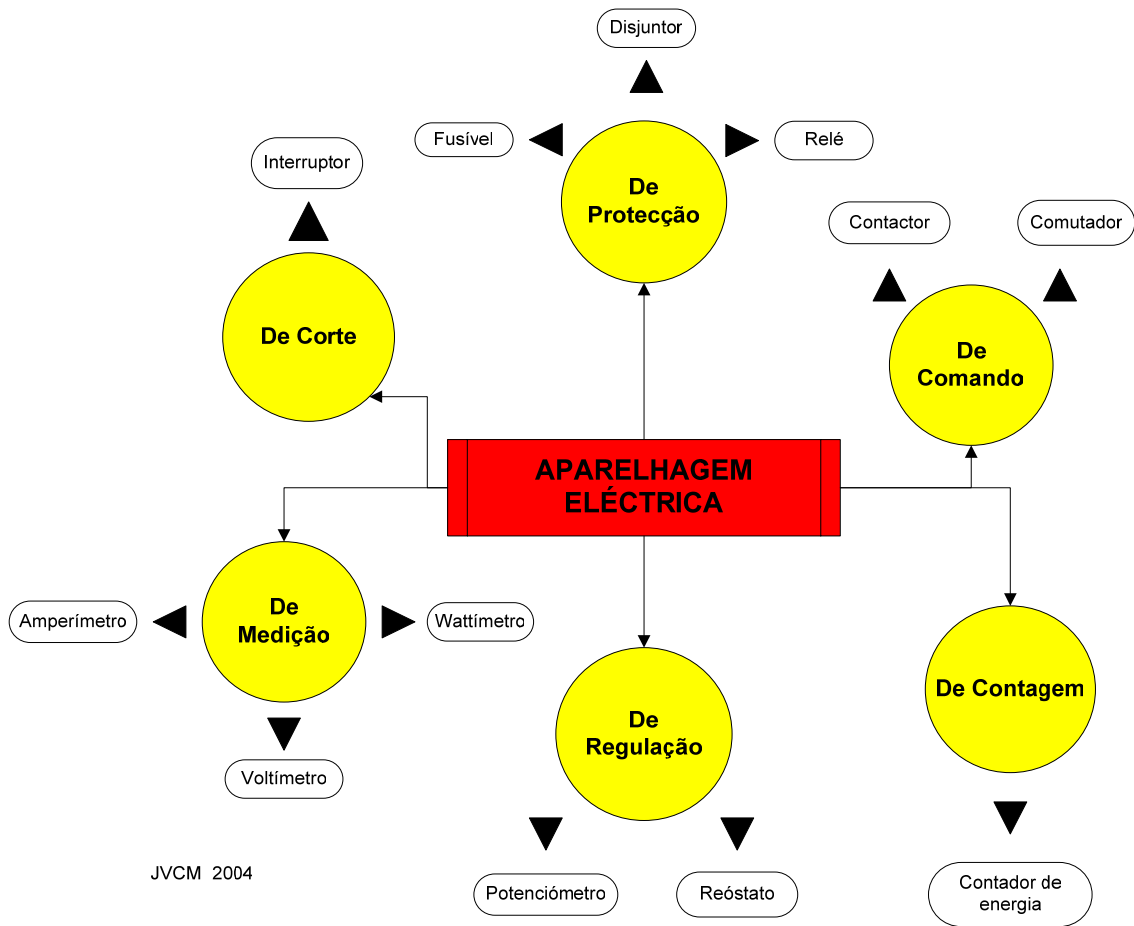 Disjuntor
Fusível
Relé
De
Protecção
Interruptor
De Corte
Contactor
Comutador
De
Comando
APARELHAGEM
ELÉCTRICA
De
Medição
Amperímetro
Wattímetro
Voltímetro
De
Regulação
Potenciómetro
Reóstato
De Contagem
Contador de
energia
JVCM 2004